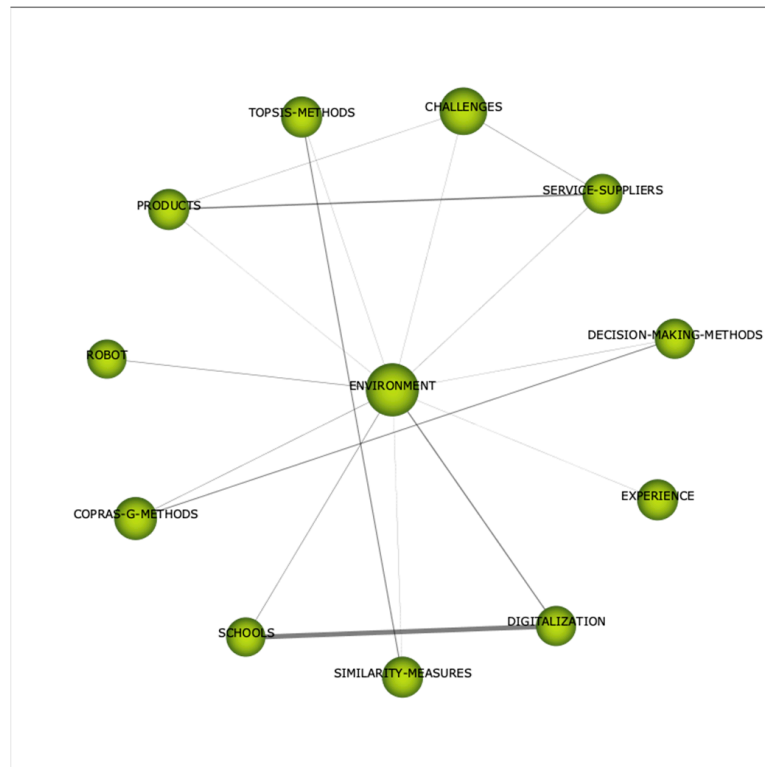 CHALLENGES
TOPSIS-METHODS
SERVICE-SUPPLIERS
PRODUCTS
DECISION-MAKING-METHODS
ROBOT
ENVIRONMENT
EXPERIENCE
COPRAS-G-METHODS
DIGITALIZATION
SCHOOLS
SIMILARITY-MEASURES